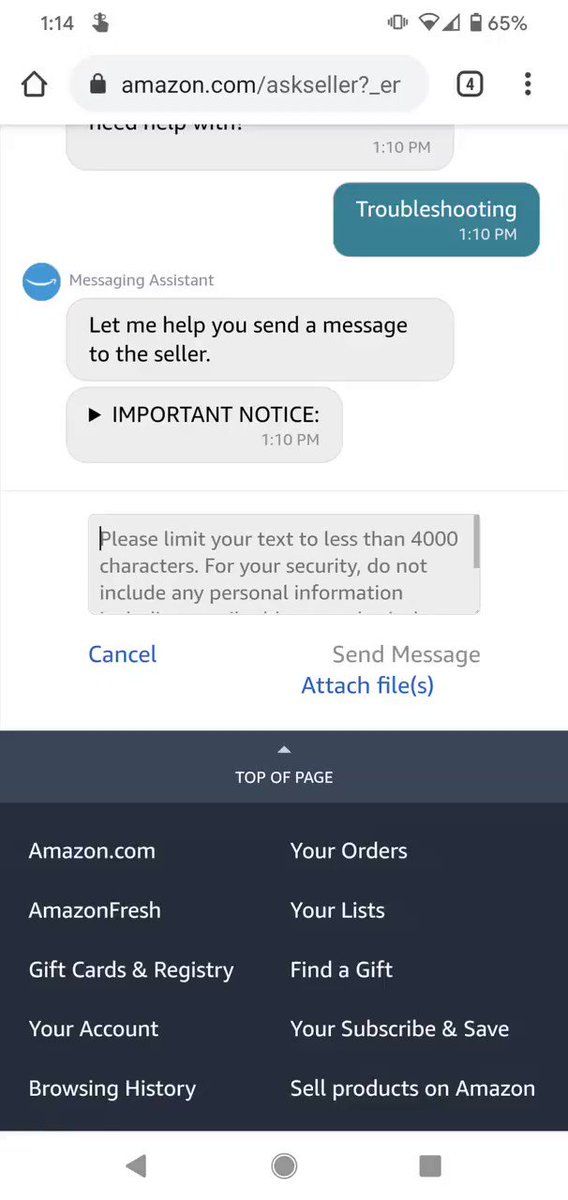 1:14
65%
amazon.com/askseller?_er
4
need help with?
1:10 PM
Troubleshooting
1:10 PM
Messaging Assistant
Let me help you send a message
to the seller.
▶ IMPORTANT NOTICE:
1:10 PM
Please limit your text to less than 4000
characters. For your security, do not
include any personal information
Cancel
Send Message
Attach file(s)
TOP OF PAGE
Amazon.com
Your Orders
AmazonFresh
Your Lists
Gift Cards & Registry
Find a Gift
Your Account
Your Subscribe & Save
Browsing History
Sell products on Amazon